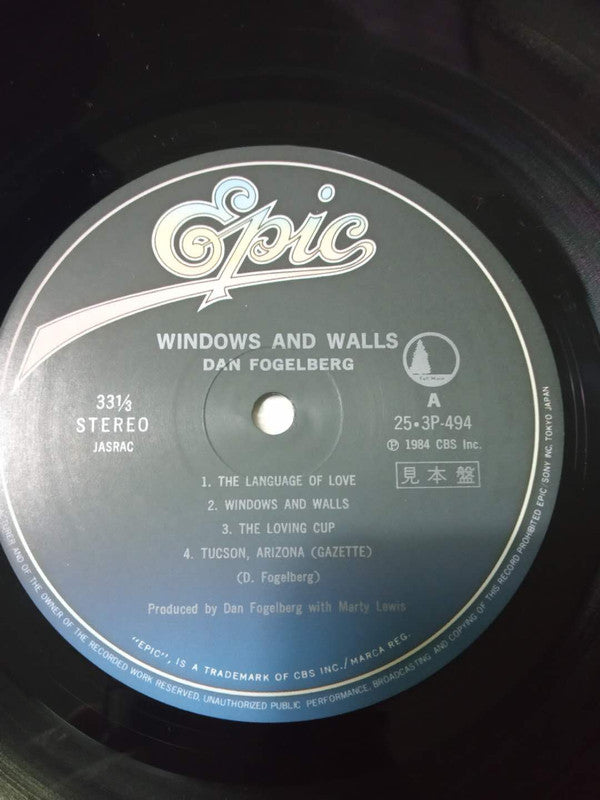 Epic
WINDOWS AND WALLS
DAN FOGELBERG
Full Moon
33⅓
STEREO
JASRAC
A
25•3P-494
Ⓟ 1984 CBS Inc.
見本盤
1. THE LANGUAGE OF LOVE
2. WINDOWS AND WALLS
3. THE LOVING CUP
4. TUCSON, ARIZONA (GAZETTE)
(D. Fogelberg)
Produced by Dan Fogelberg with Marty Lewis
"EPIC", IS A TRADEMARK OF CBS INC./MARCA REG.
AND OF THE OWNER OF THE RECORDED WORK RESERVED, UNAUTHORIZED PUBLIC PERFORMANCE, BROADCASTING AND COPYING OF THIS RECORD PROHIBITED EPIC/SONY INC. TOKYO JAPAN